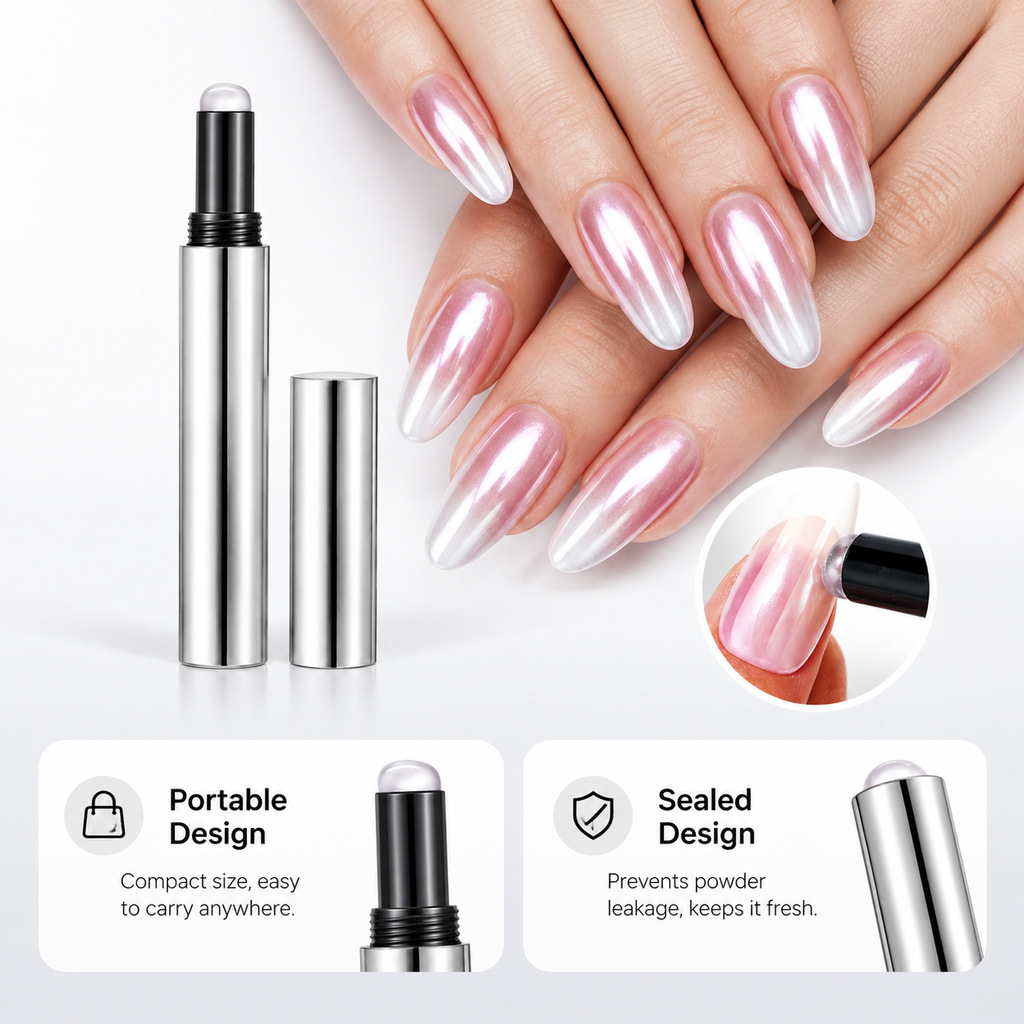 Portable
Design
Compact size, easy
to carry anywhere.
Sealed
Design
Prevents powder
leakage, keeps it fresh.